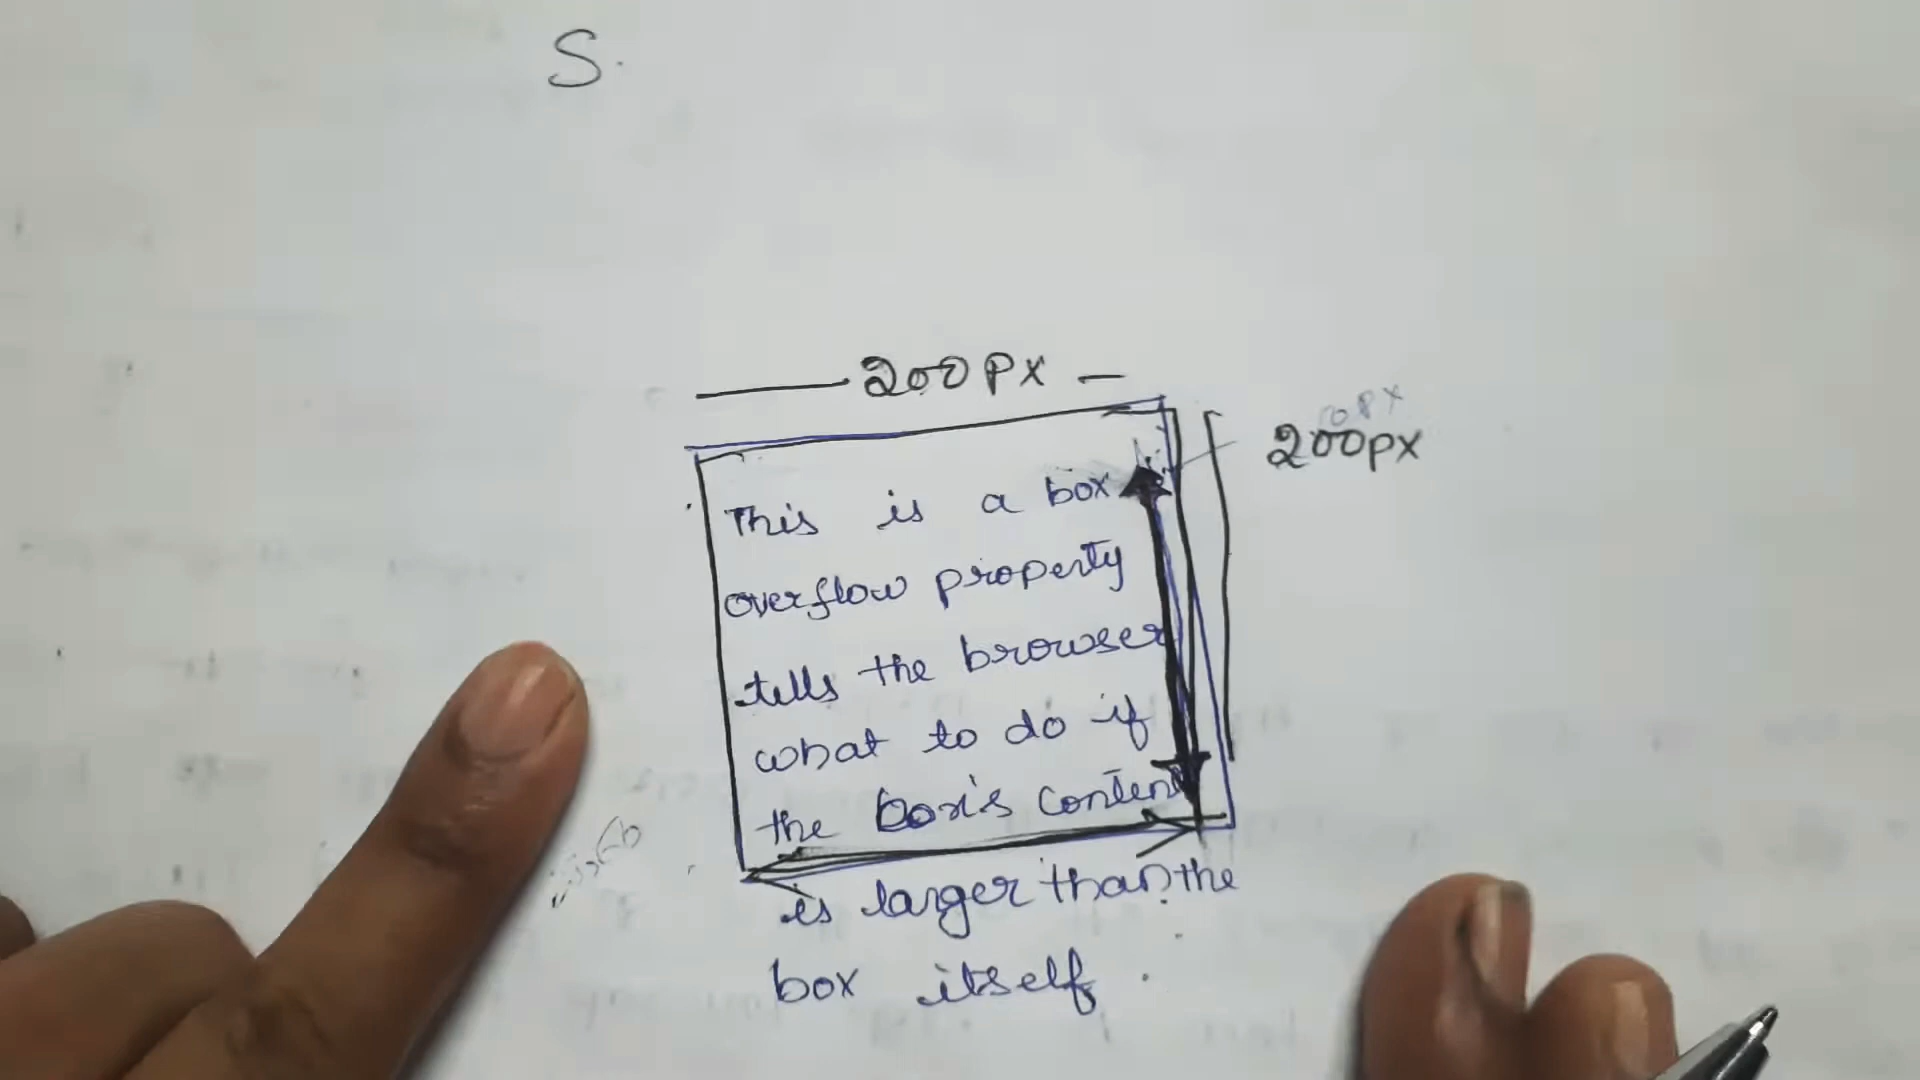 S.
200px
200px
This is a box
overflow property
tells the browser
what to do if
the box's content
is larger than the
box itself.